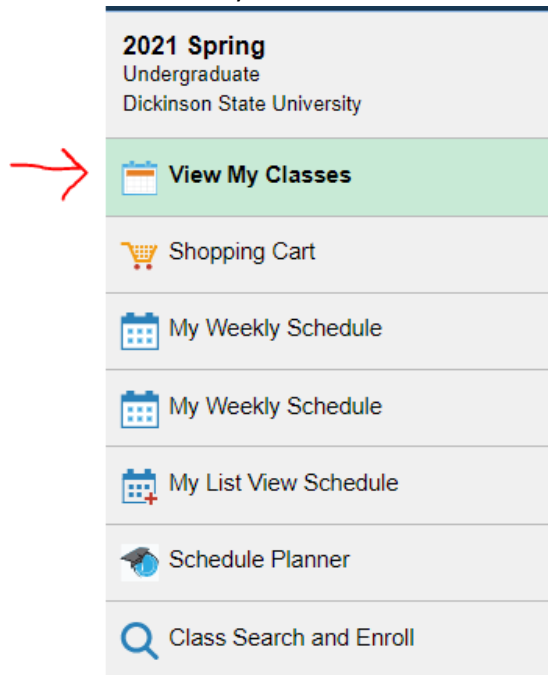 2021 Spring
Undergraduate
Dickinson State University
View My Classes
Shopping Cart
My Weekly Schedule
My Weekly Schedule
My List View Schedule
Schedule Planner
Class Search and Enroll